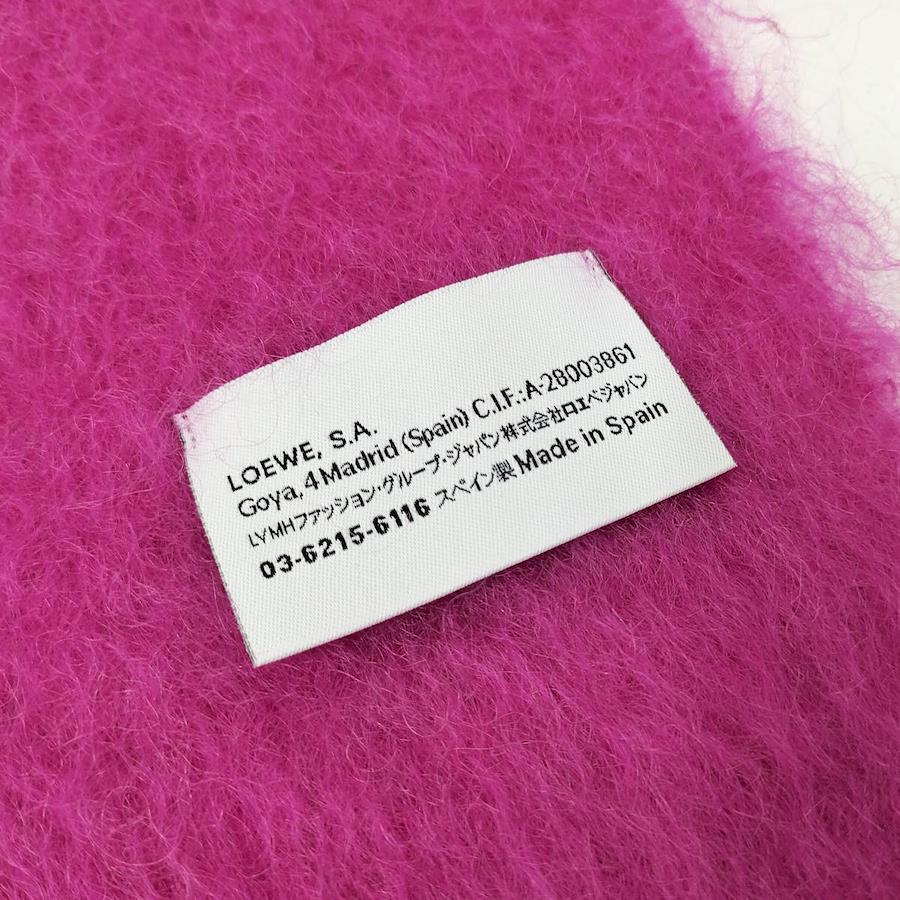 LOEWE, S.A.
Goya, 4 Madrid (Spain) C.I.F.:A-28003861
LVMHファッション・グループ・ジャパン株式会社ロエベジャパン
03-6215-6116 スペイン製 Made in Spain